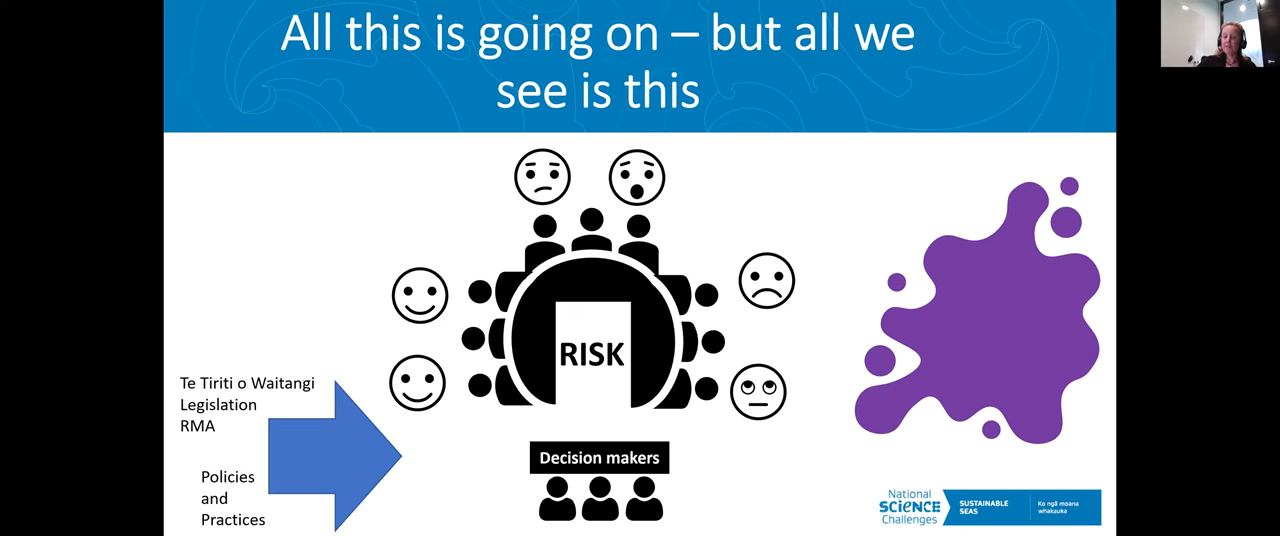 All this is going on – but all we
see is this
RISK
Te Tiriti o Waitangi
Legislation
RMA
Policies
and
Practices
Decision makers
National
SCIENCE
Challenges
SUSTAINABLE
SEAS
Ko ngā moana
whakauka